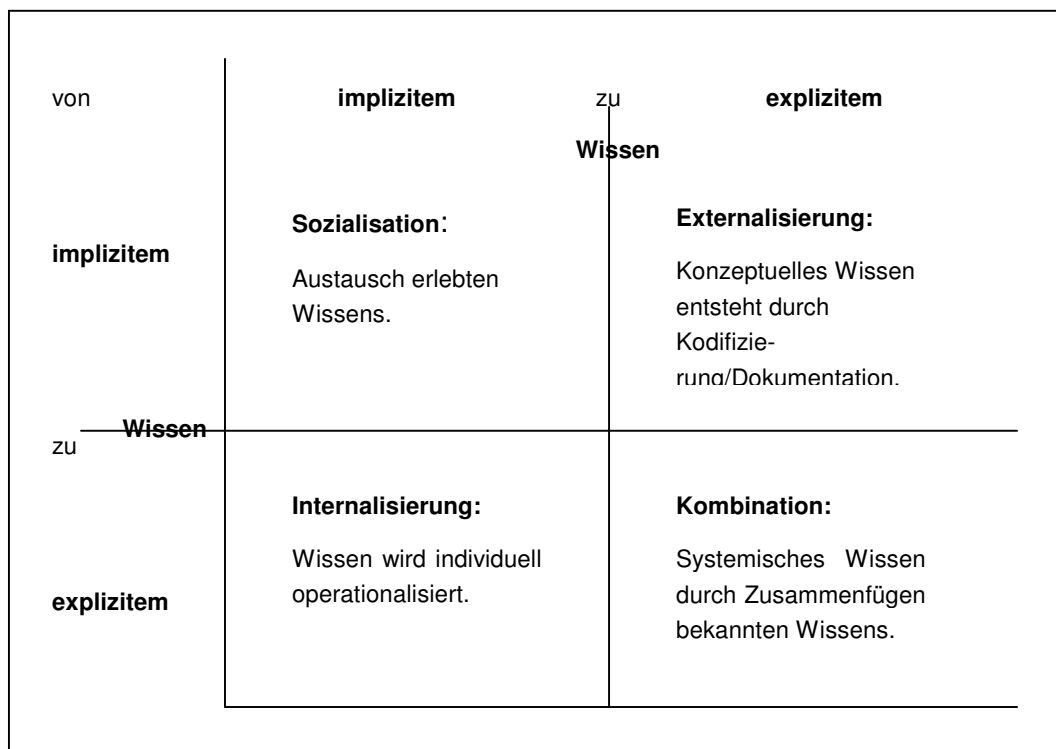 von implizitem zu explizitem
Wissen
implizitem
Sozialisation:
Austausch erlebten
Wissens.
Externalisierung:
Konzeptuelles Wissen
entsteht durch
Kodifizie-
rung/Dokumentation.
Wissen
zu
explizitem
Internalisierung:
Wissen wird individuell
operationalisiert.
Kombination:
Systemisches Wissen
durch Zusammenfügen
bekannten Wissens.